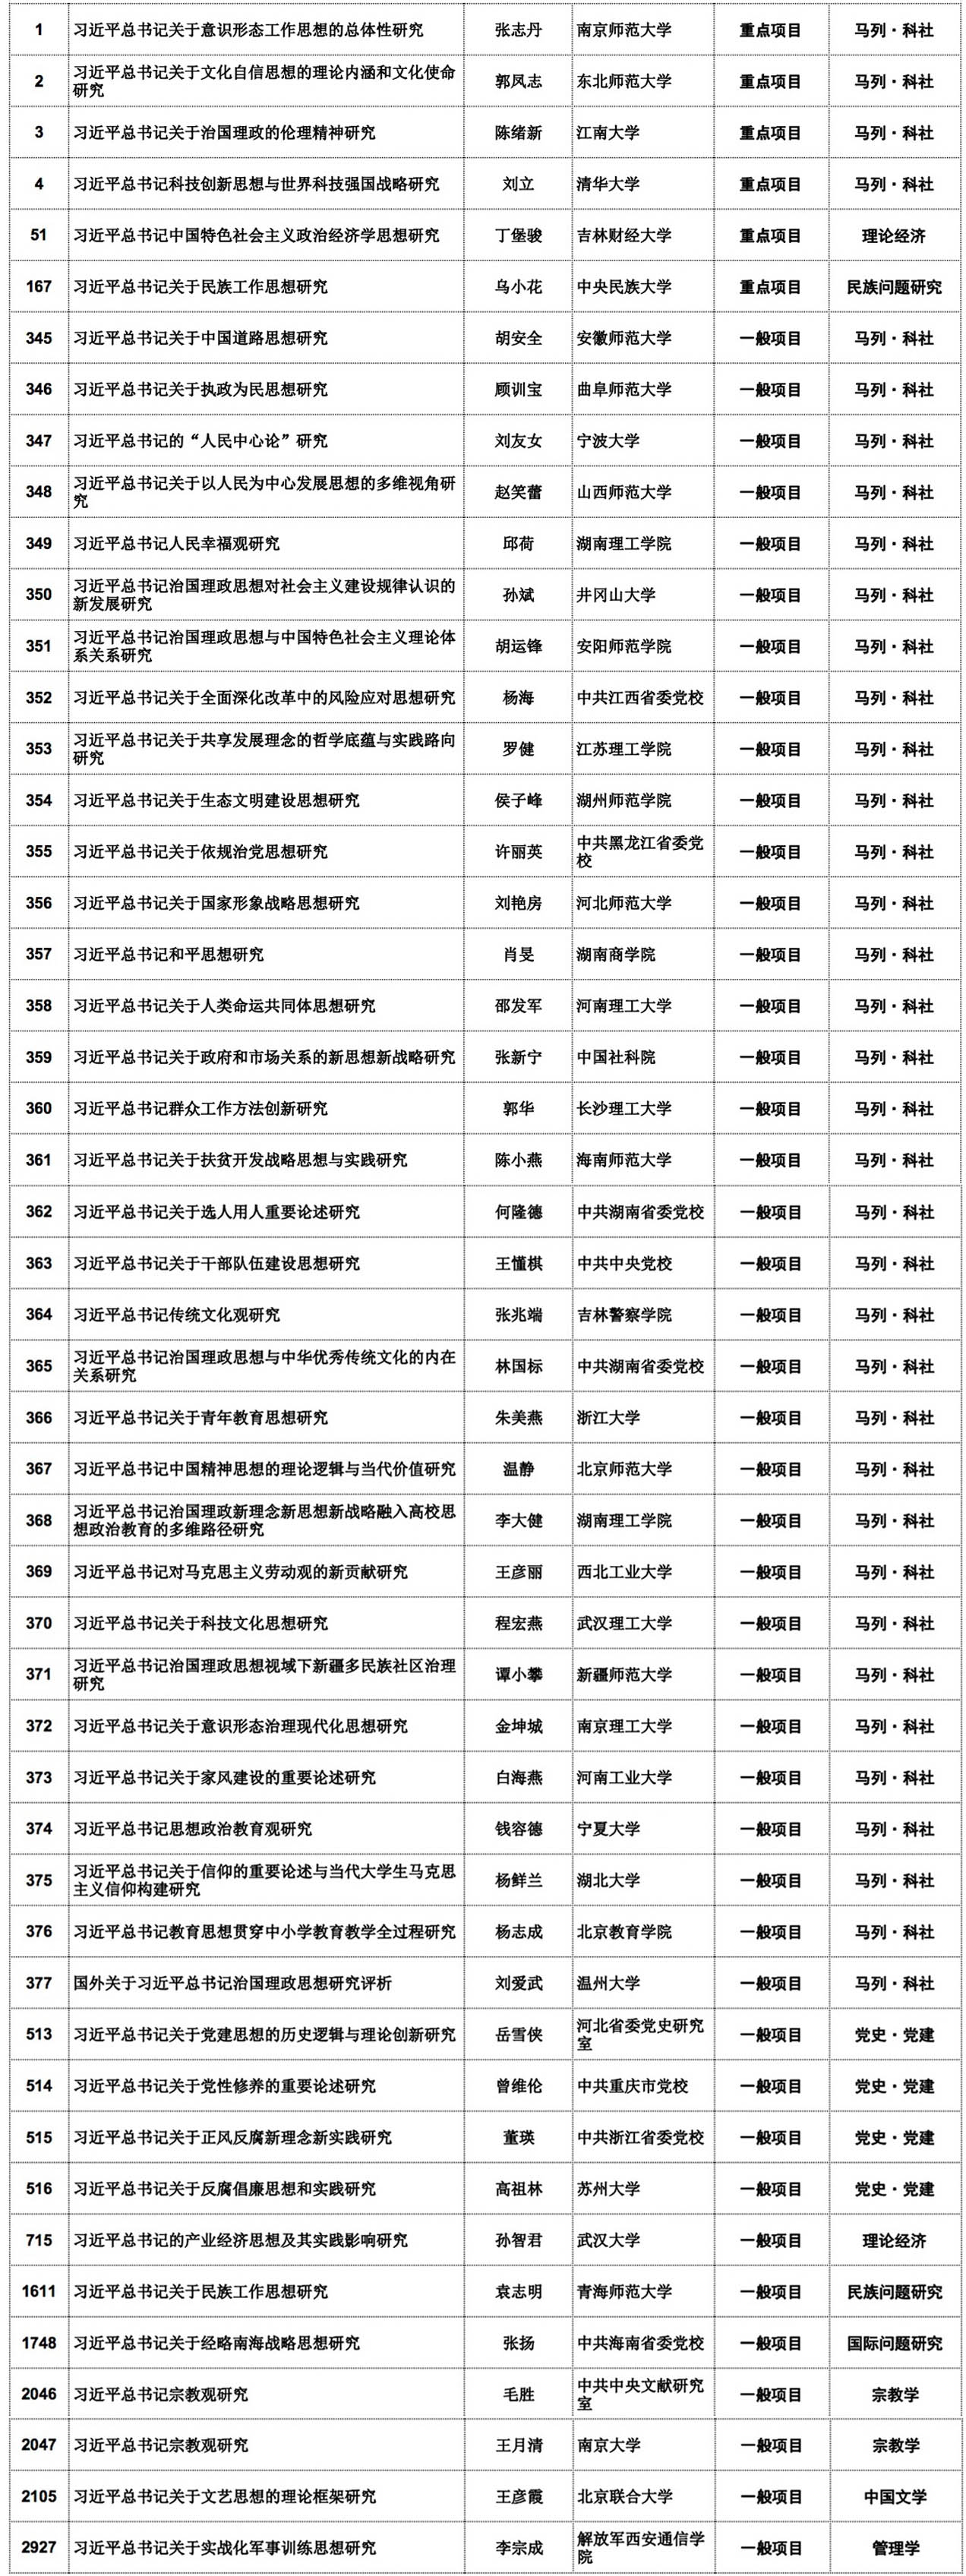 1 习近平总书记关于意识形态工作思想的总体性研究 张志丹 南京师范大学 重点项目 马列·科社
2 习近平总书记关于文化自信思想的理论内涵和文化使命
研究 郭凤志 东北师范大学 重点项目 马列·科社
3 习近平总书记关于治国理政的伦理精神研究 陈绪新 江南大学 重点项目 马列·科社
4 习近平总书记科技创新思想与世界科技强国战略研究 刘立 清华大学 重点项目 马列·科社
51 习近平总书记中国特色社会主义政治经济学思想研究 丁堡骏 吉林财经大学 重点项目 理论经济
167 习近平总书记关于民族工作思想研究 乌小花 中央民族大学 重点项目 民族问题研究
345 习近平总书记关于中国道路思想研究 胡安全 安徽师范大学 一般项目 马列·科社
346 习近平总书记关于执政为民思想研究 顾训宝 曲阜师范大学 一般项目 马列·科社
347 习近平总书记的“人民中心论”研究 刘友女 宁波大学 一般项目 马列·科社
348 习近平总书记关于以人民为中心发展思想的多维视角研
究 赵笑蕾 山西师范大学 一般项目 马列·科社
349 习近平总书记人民幸福观研究 邱荷 湖南理工学院 一般项目 马列·科社
350 习近平总书记治国理政思想对社会主义建设规律认识的
新发展研究 孙斌 井冈山大学 一般项目 马列·科社
351 习近平总书记治国理政思想与中国特色社会主义理论体
系关系研究 胡运锋 安阳师范学院 一般项目 马列·科社
352 习近平总书记关于全面深化改革中的风险应对思想研究 杨海 中共江西省委党校 一般项目 马列·科社
353 习近平总书记关于共享发展理念的哲学底蕴与实践路向
研究 罗健 江苏理工学院 一般项目 马列·科社
354 习近平总书记关于生态文明建设思想研究 侯子峰 湖州师范学院 一般项目 马列·科社
355 习近平总书记关于依规治党思想研究 许丽英 中共黑龙江省委党
校 一般项目 马列·科社
356 习近平总书记关于国家形象战略思想研究 刘艳房 河北师范大学 一般项目 马列·科社
357 习近平总书记和平思想研究 肖旻 湖南商学院 一般项目 马列·科社
358 习近平总书记关于人类命运共同体思想研究 邵发军 河南理工大学 一般项目 马列·科社
359 习近平总书记关于政府和市场关系的新思想新战略研究 张新宁 中国社科院 一般项目 马列·科社
360 习近平总书记群众工作方法创新研究 郭华 长沙理工大学 一般项目 马列·科社
361 习近平总书记关于扶贫开发战略思想与实践研究 陈小燕 海南师范大学 一般项目 马列·科社
362 习近平总书记关于选人用人重要论述研究 何隆德 中共湖南省委党校 一般项目 马列·科社
363 习近平总书记关于干部队伍建设思想研究 王懂棋 中共中央党校 一般项目 马列·科社
364 习近平总书记传统文化观研究 张兆端 吉林警察学院 一般项目 马列·科社
365 习近平总书记治国理政思想与中华优秀传统文化的内在
关系研究 林国标 中共湖南省委党校 一般项目 马列·科社
366 习近平总书记关于青年教育思想研究 朱美燕 浙江大学 一般项目 马列·科社
367 习近平总书记中国精神思想的理论逻辑与当代价值研究 温静 北京师范大学 一般项目 马列·科社
368 习近平总书记治国理政新理念新思想新战略融入高校思
想政治教育的多维路径研究 李大健 湖南理工学院 一般项目 马列·科社
369 习近平总书记对马克思主义劳动观的新贡献研究 王彦丽 西北工业大学 一般项目 马列·科社
370 习近平总书记关于科技文化思想研究 程宏燕 武汉理工大学 一般项目 马列·科社
371 习近平总书记治国理政思想视域下新疆多民族社区治理
研究 谭小攀 新疆师范大学 一般项目 马列·科社
372 习近平总书记关于意识形态治理现代化思想研究 金坤城 南京理工大学 一般项目 马列·科社
373 习近平总书记关于家风建设的重要论述研究 白海燕 河南工业大学 一般项目 马列·科社
374 习近平总书记思想政治教育观研究 钱容德 宁夏大学 一般项目 马列·科社
375 习近平总书记关于信仰的重要论述与当代大学生马克思
主义信仰构建研究 杨鲜兰 湖北大学 一般项目 马列·科社
376 习近平总书记教育思想贯穿中小学教育教学全过程研究 杨志成 北京教育学院 一般项目 马列·科社
377 国外关于习近平总书记治国理政思想研究评析 刘爱武 温州大学 一般项目 马列·科社
513 习近平总书记关于党建思想的历史逻辑与理论创新研究 岳雪侠 河北省委党史研究
室 一般项目 党史·党建
514 习近平总书记关于党性修养的重要论述研究 曾维伦 中共重庆市党校 一般项目 党史·党建
515 习近平总书记关于正风反腐新理念新实践研究 董瑛 中共浙江省委党校 一般项目 党史·党建
516 习近平总书记关于反腐倡廉思想和实践研究 高祖林 苏州大学 一般项目 党史·党建
715 习近平总书记的产业经济思想及其实践影响研究 孙智君 武汉大学 一般项目 理论经济
1611 习近平总书记关于民族工作思想研究 袁志明 青海师范大学 一般项目 民族问题研究
1748 习近平总书记关于经略南海战略思想研究 张扬 中共海南省委党校 一般项目 国际问题研究
2046 习近平总书记宗教观研究 毛胜 中共中央文献研究
室 一般项目 宗教学
2047 习近平总书记宗教观研究 王月清 南京大学 一般项目 宗教学
2105 习近平总书记关于文艺思想的理论框架研究 王彦霞 北京联合大学 一般项目 中国文学
2927 习近平总书记关于实战化军事训练思想研究 李宗成 解放军西安通信学
院 一般项目 管理学